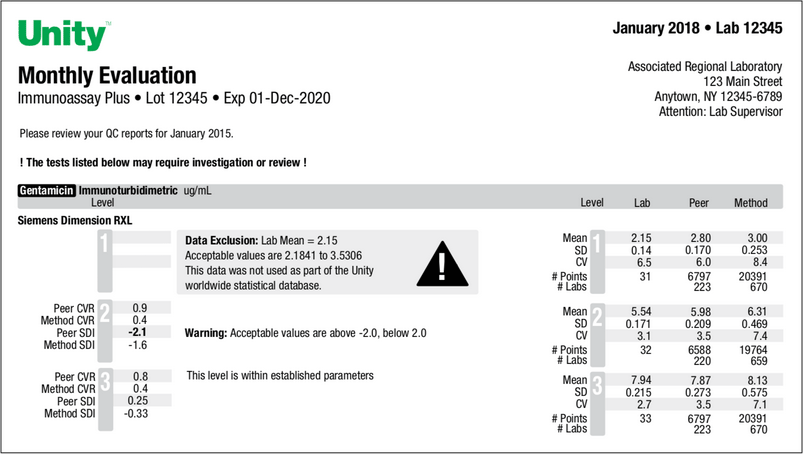 Unity™
January 2018 • Lab 12345
Monthly Evaluation
Immunoassay Plus • Lot 12345 • Exp 01-Dec-2020
Associated Regional Laboratory
123 Main Street
Anytown, NY 12345-6789
Attention: Lab Supervisor
Please review your QC reports for January 2015.
! The tests listed below may require investigation or review !
Gentamicin Immunoturbidimetric ug/mL
Level Level Lab Peer Method
Siemens Dimension RXL
1
Data Exclusion: Lab Mean = 2.15
Acceptable values are 2.1841 to 3.5306
This data was not used as part of the Unity
worldwide statistical database.
!
1
Mean 2.15 2.80 3.00
SD 0.14 0.170 0.253
CV 6.5 6.0 8.4
# Points 31 6797 20391
# Labs 223 670
2
Peer CVR 0.9
Method CVR 0.4
Peer SDI -2.1
Method SDI -1.6
Warning: Acceptable values are above -2.0, below 2.0
2
Mean 5.54 5.98 6.31
SD 0.171 0.209 0.469
CV 3.1 3.5 7.4
# Points 32 6588 19764
# Labs 220 659
3
Peer CVR 0.8
Method CVR 0.4
Peer SDI 0.25
Method SDI -0.33
This level is within established parameters
3
Mean 7.94 7.87 8.13
SD 0.215 0.273 0.575
CV 2.7 3.5 7.1
# Points 33 6797 20391
# Labs 223 670